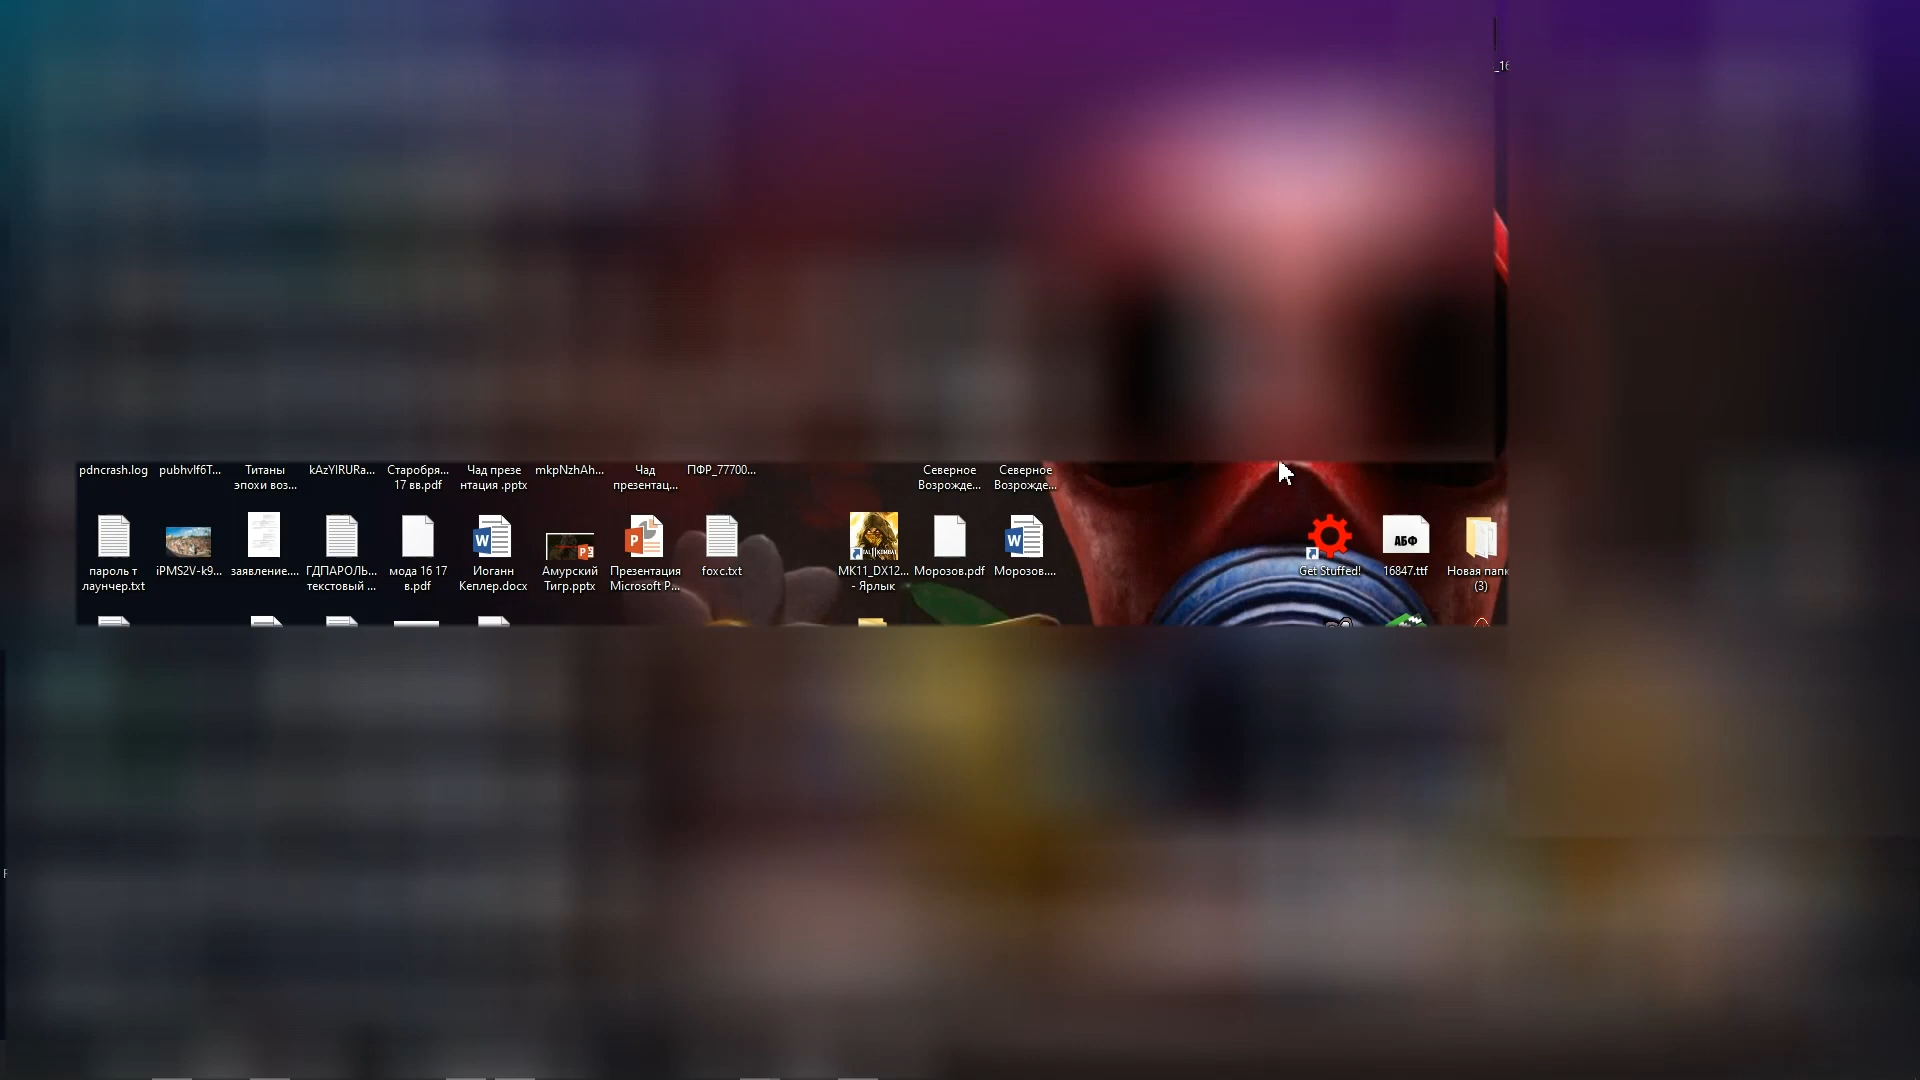 _16
pdncrash.log
pubhvlf6T...
Титаны
эпохи воз...
kAzYlRURa...
Старобря...
17 вв.pdf
Чад презе
нтация .pptx
mkpNzhAh...
Чад
презентац...
ПФР_77700...
Северное
Возрожде...
Северное
Возрожде...
пароль т
лаунчер.txt
iPMS2V-k9...
заявление....
ГДПАРОЛЬ...
текстовый ...
мода 16 17
в.pdf
Иоганн
Кеплер.docx
Амурский
Тигр.pptx
Презентация
Microsoft P...
foxc.txt
MK11_DX12...
- Ярлык
Морозов.pdf
Морозов....
Get Stuffed!
АБФ
16847.ttf
Новая папк
(3)